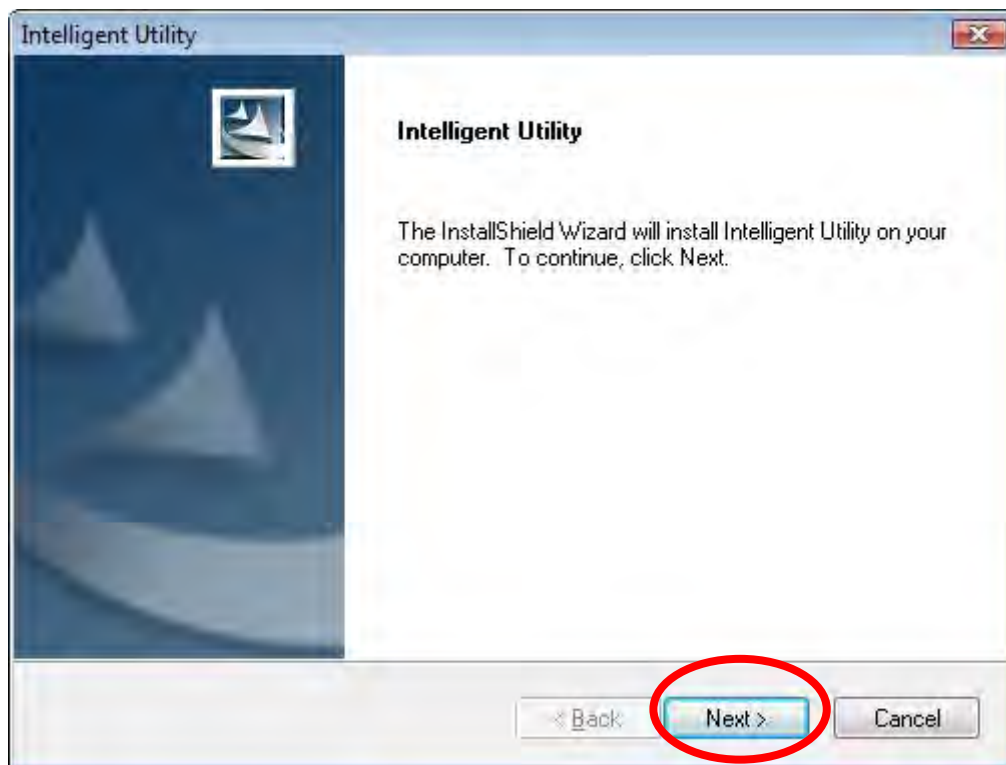 Intelligent Utility
Intelligent Utility
The InstallShield Wizard will install Intelligent Utility on your
computer. To continue, click Next.
< Back Next > Cancel